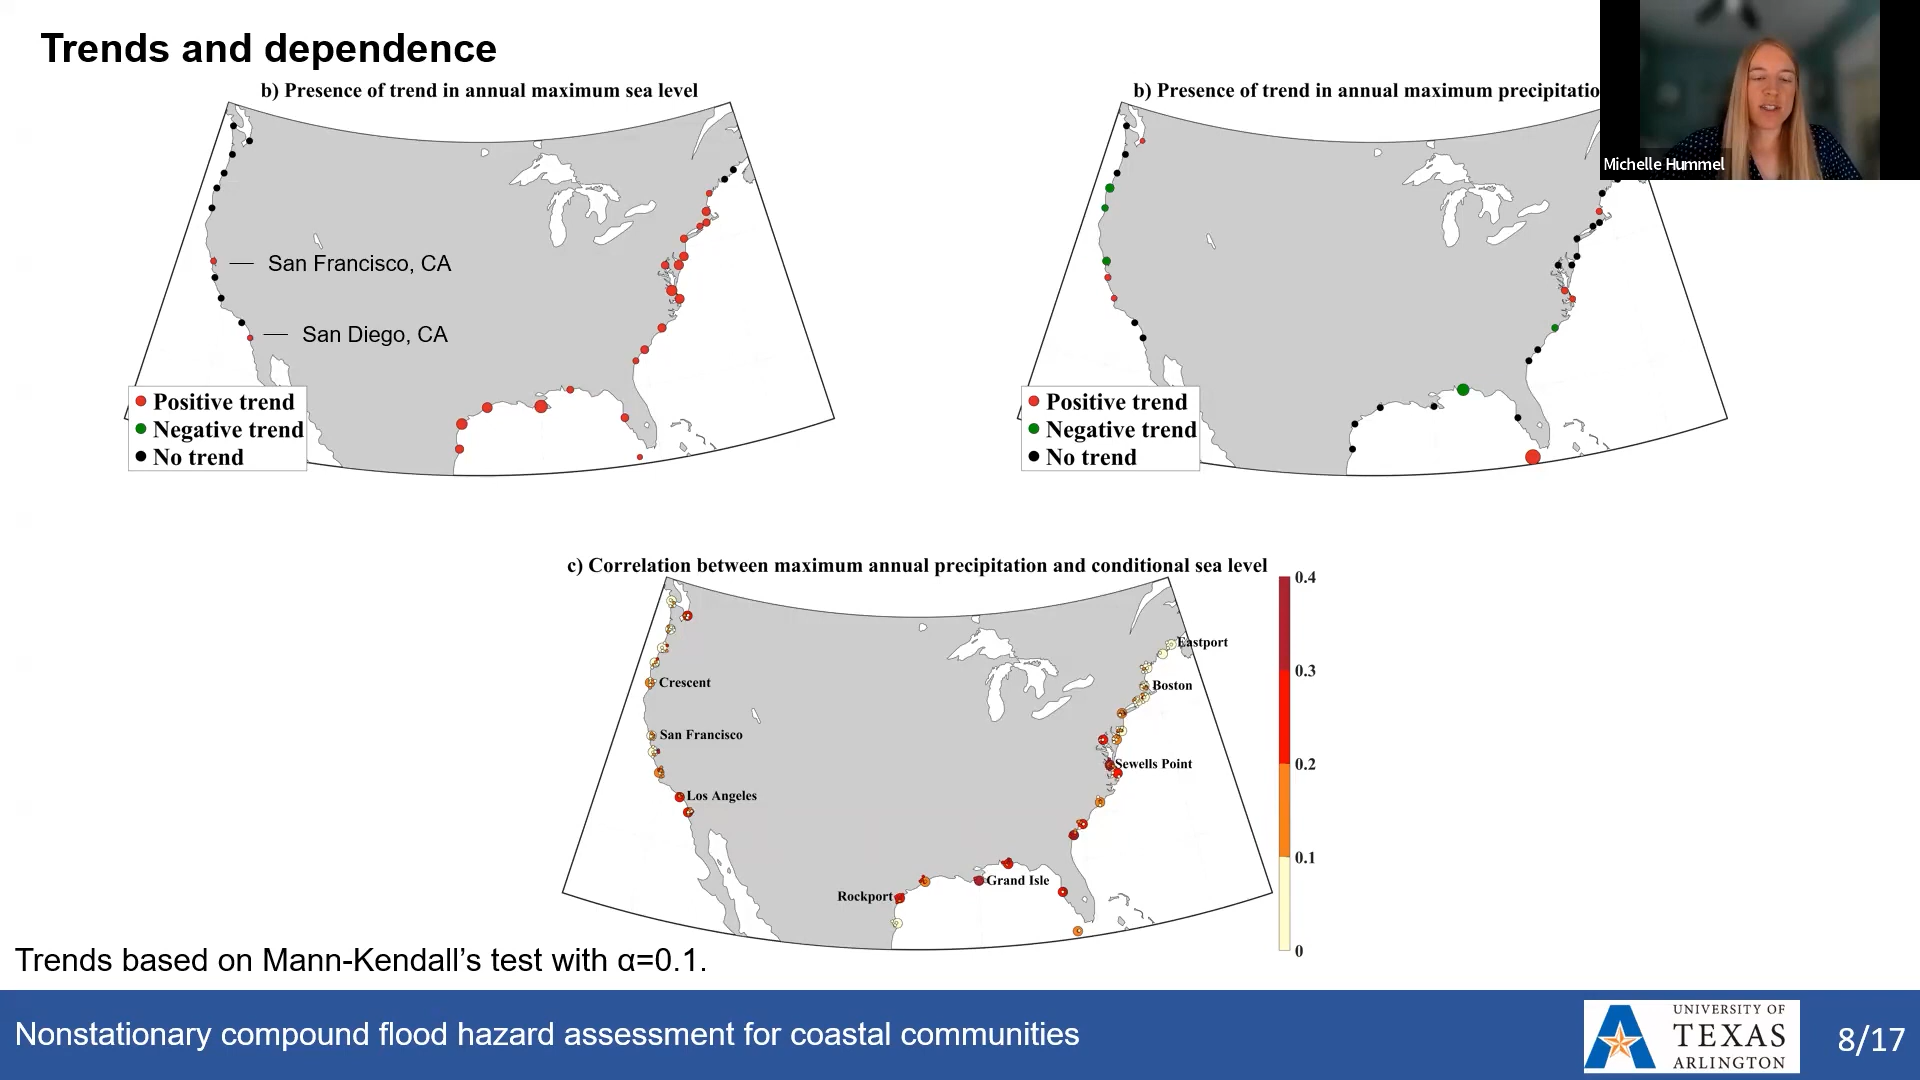 Trends and dependence
b) Presence of trend in annual maximum sea level
San Francisco, CA
San Diego, CA
Positive trend
Negative trend
No trend
b) Presence of trend in annual maximum precipitatio
Positive trend
Negative trend
No trend
Michelle Hummel
c) Correlation between maximum annual precipitation and conditional sea level
0.4
0.3
0.2
0.1
0
Eastport
Boston
Crescent
San Francisco
Sewells Point
Los Angeles
Grand Isle
Rockport
Trends based on Mann-Kendall’s test with α=0.1.
Nonstationary compound flood hazard assessment for coastal communities
UNIVERSITY OF
TEXAS
ARLINGTON
8/17